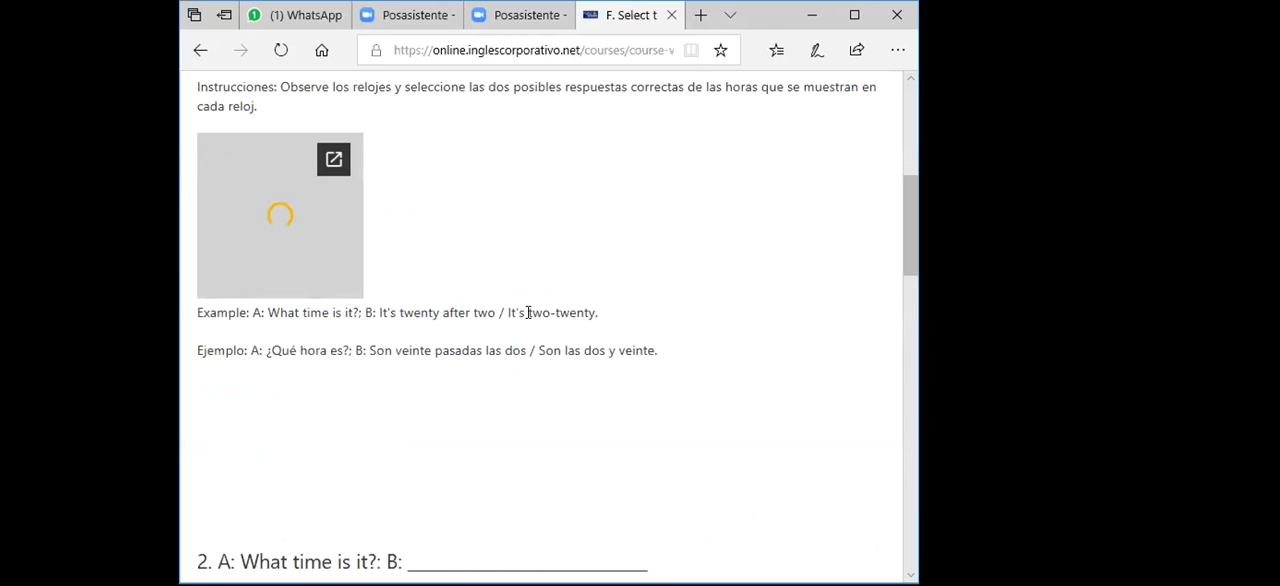 (1) WhatsApp
Posasistente -
Posasistente -
F. Select t
https://online.inglescorporativo.net/courses/course-v
Instrucciones: Observe los relojes y seleccione las dos posibles respuestas correctas de las horas que se muestran en
cada reloj.
Example: A: What time is it?; B: It's twenty after two / It's two-twenty.
Ejemplo: A: ¿Qué hora es?; B: Son veinte pasadas las dos / Son las dos y veinte.
2. A: What time is it?: B: ______________________